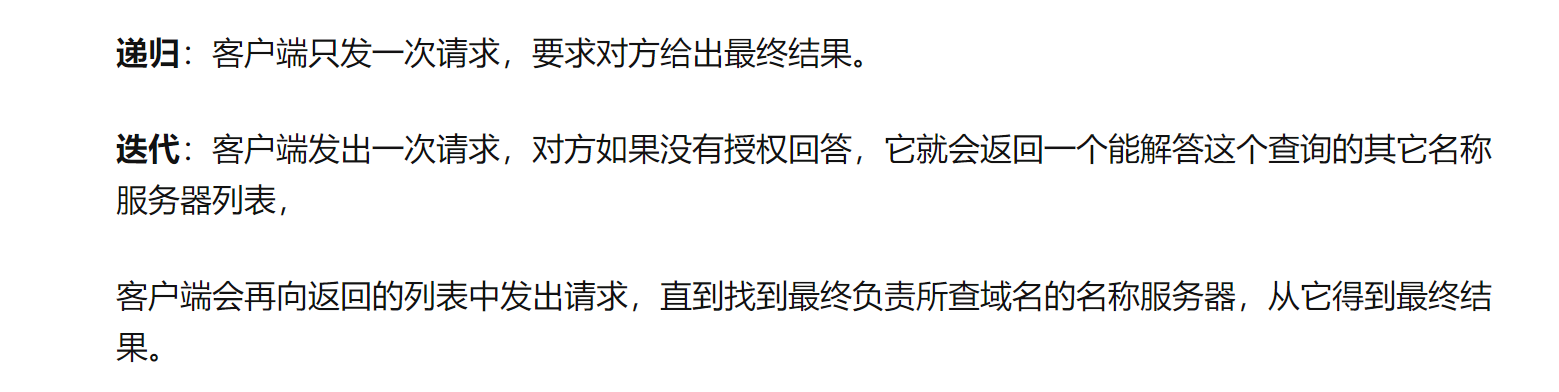 递归：客户端只发一次请求，要求对方给出最终结果。
迭代：客户端发出一次请求，对方如果没有授权回答，它就会返回一个能解答这个查询的其它名称
服务器列表，
客户端会再向返回的列表中发出请求，直到找到最终负责所查域名的名称服务器，从它得到最终结
果。